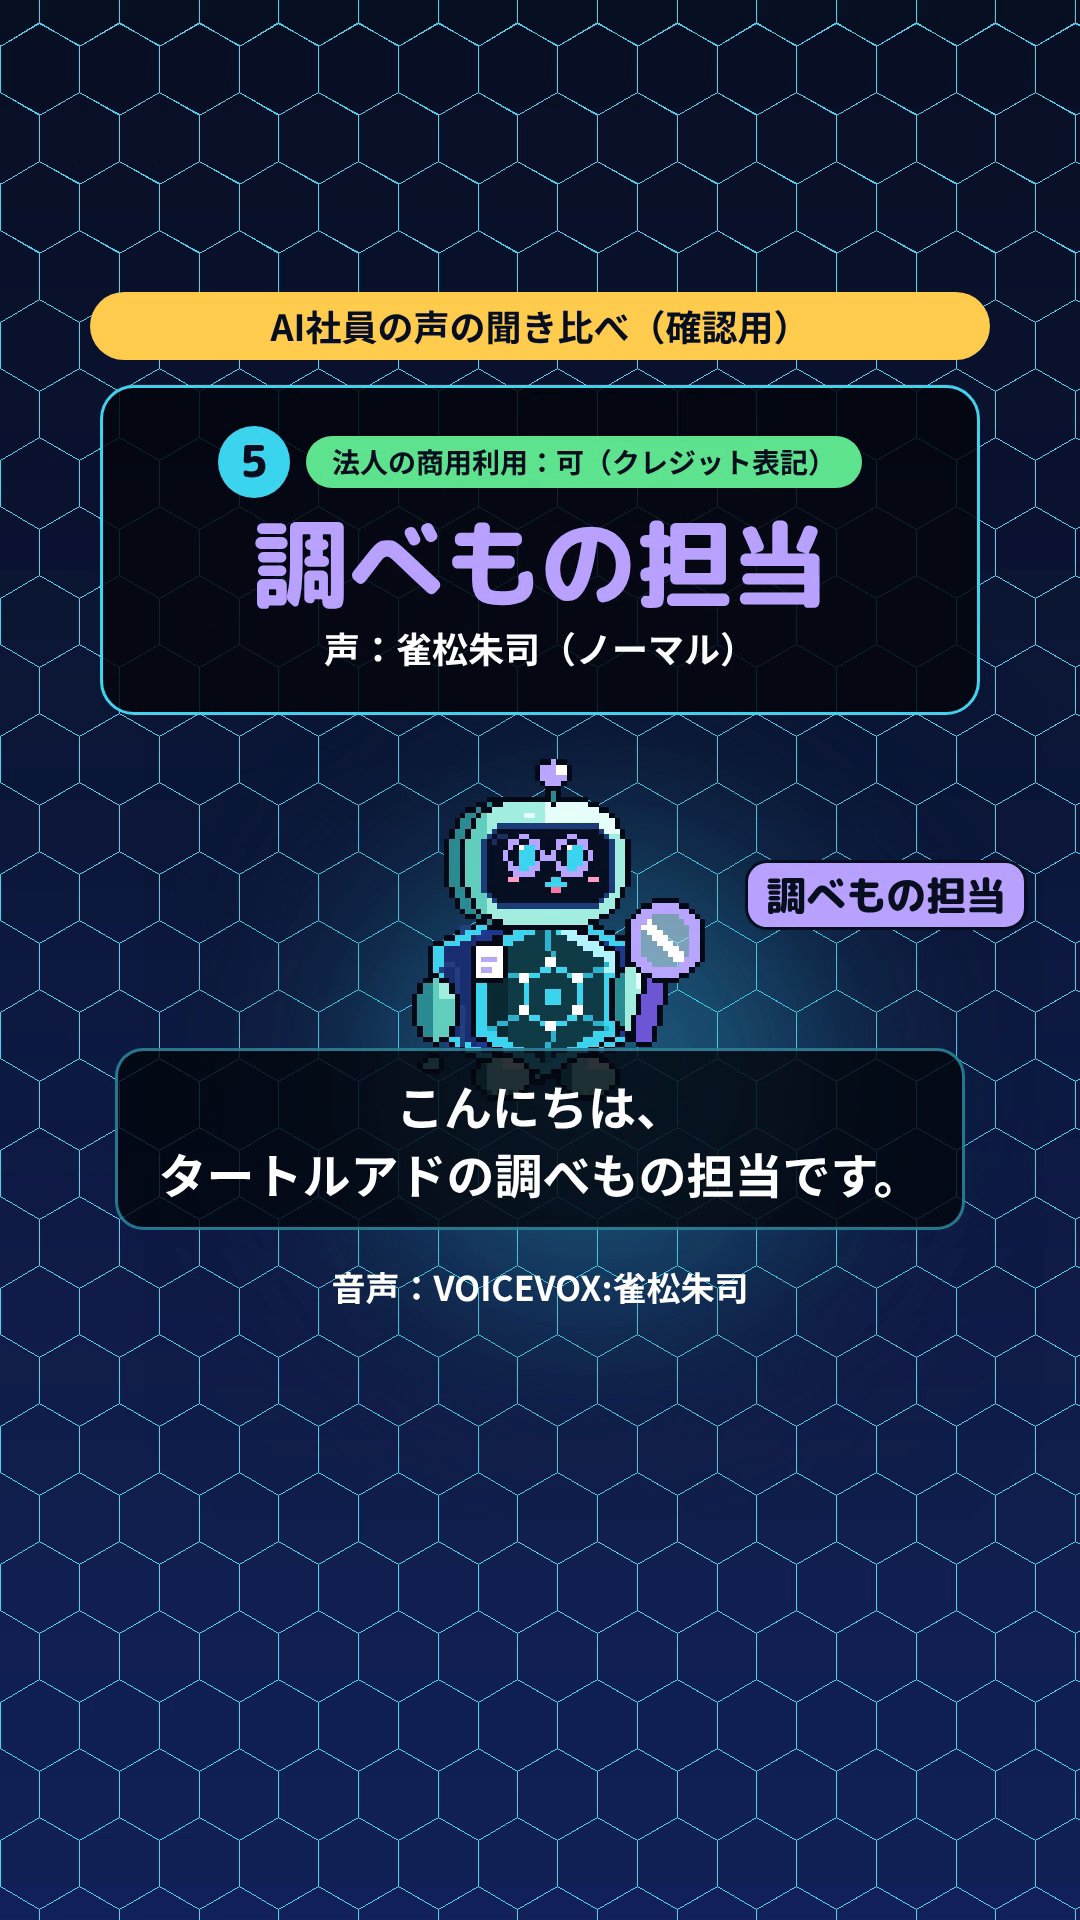 AI社員の声の聞き比べ（確認用）
5
法人の商用利用：可（クレジット表記）
調べもの担当
声：雀松朱司（ノーマル）
調べもの担当
こんにちは、
タートルアドの調べもの担当です。
音声：VOICEVOX:雀松朱司